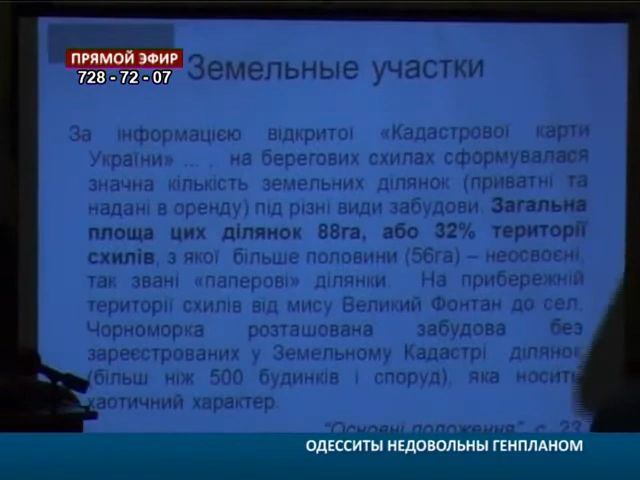 ПРЯМОЙ ЭФИР
728 - 72 - 07
Земельные участки
За інформацією відкритої «Кадастрової карти
України» ... , на берегових схилах сформувалася
значна кількість земельних ділянок (приватні та
надані в оренду) під різні види забудови. Загальна
площа цих ділянок 88га, або 32% території
схилів, з якої більше половини (56га) – неосвоєні,
так звані «паперові» ділянки. На прибережній
території схилів від мису Великий Фонтан до сел.
Чорноморка розташована забудова без
зареєстрованих у Земельному Кадастрі ділянок
(більш ніж 500 будинків і споруд), яка носить
хаотичний характер.
"Основні положення", с. 23
ОДЕССИТЫ НЕДОВОЛЬНЫ ГЕНПЛАНОМ